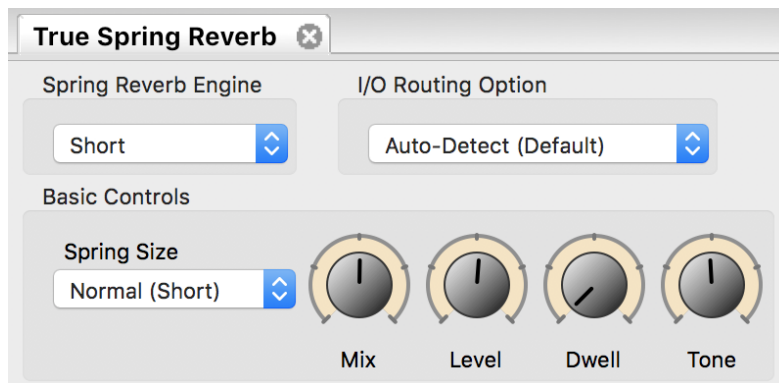 True Spring Reverb
Spring Reverb Engine
I/O Routing Option
Short
Auto-Detect (Default)
Basic Controls
Spring Size
Normal (Short)
Mix
Level
Dwell
Tone